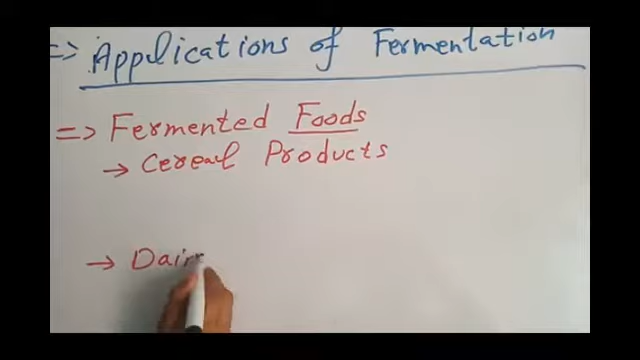 => Applications of Fermentation
=> Fermented Foods
→ Cereal Products
→ Dair